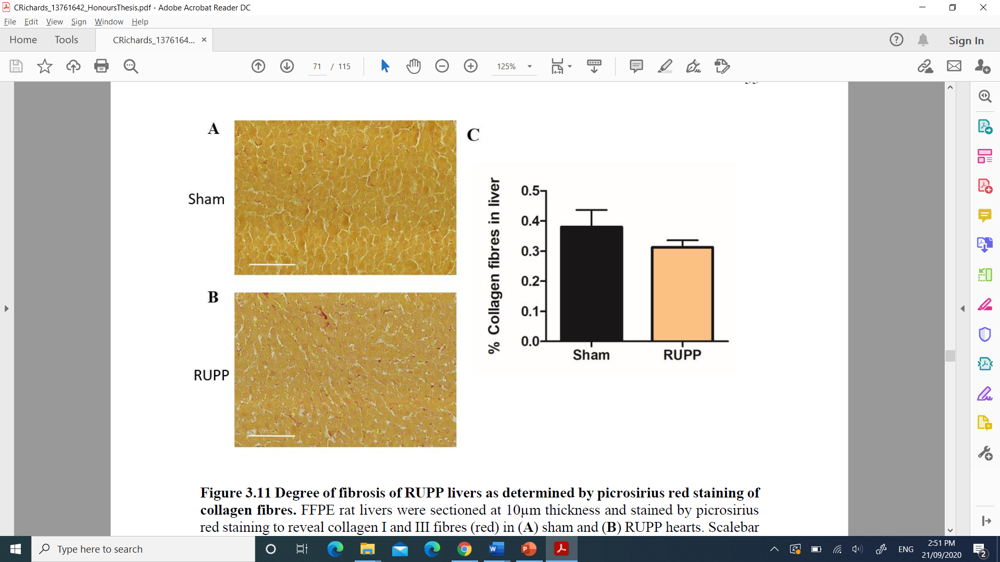 CRichards_13761642_HonoursThesis.pdf - Adobe Acrobat Reader DC
File Edit View Sign Window Help
Home Tools CRichards_1376164... × Sign In
71 / 115 125%
A
Sham
B
RUPP
C
% Collagen fibres in liver
0.5
0.4
0.3
0.2
0.1
0.0
Sham RUPP
Figure 3.11 Degree of fibrosis of RUPP livers as determined by picrosirius red staining of
collagen fibres. FFPE rat livers were sectioned at 10µm thickness and stained by picrosirius
red staining to reveal collagen I and III fibres (red) in (A) sham and (B) RUPP hearts. Scalebar
Type here to search
ENG
2:51 PM
21/09/2020
2